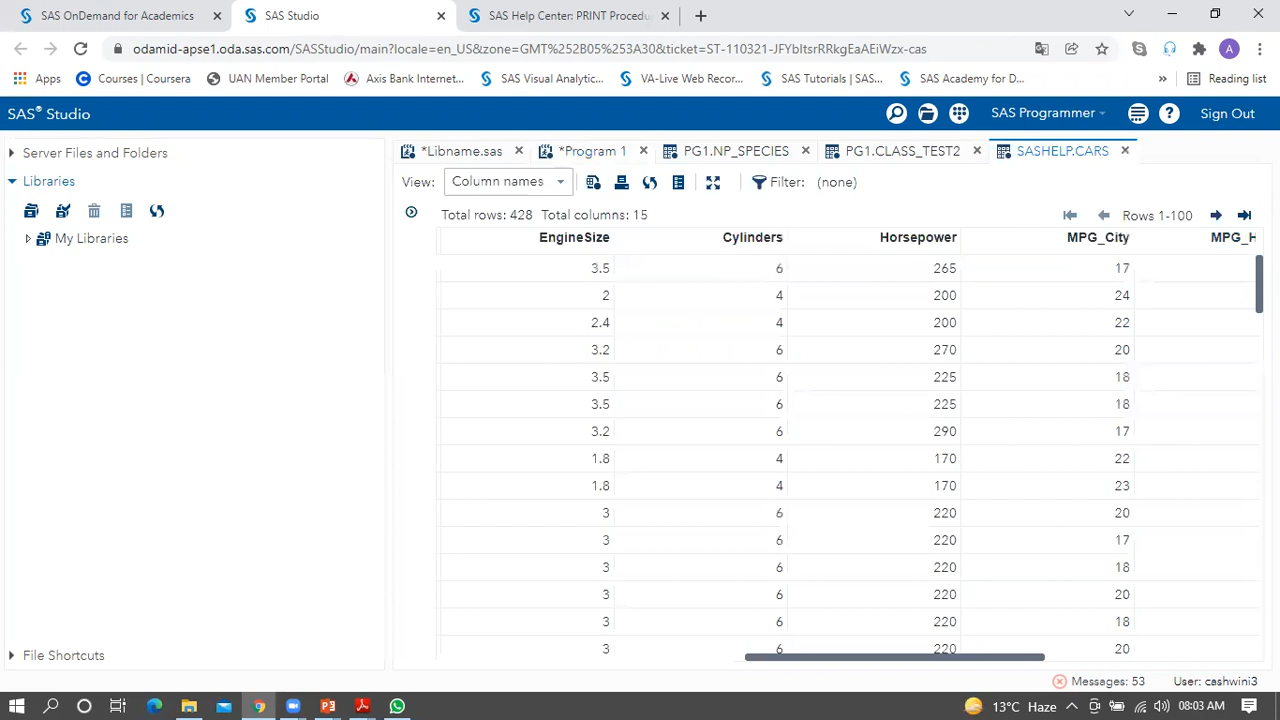 SAS OnDemand for Academics
SAS Studio
SAS Help Center: PRINT Procedu
odamid-apse1.oda.sas.com/SASStudio/main?locale=en_US&zone=GMT%252B05%253A30&ticket=ST-110321-JFYbltsrRRkgEaAEiWzx-cas
A
Apps
Courses | Coursera
UAN Member Portal
Axis Bank Internet...
SAS Visual Analytic...
VA-Live Web Recor...
SAS Tutorials | SAS...
SAS Academy for D...
»
Reading list
SAS® Studio
SAS Programmer
Sign Out
Server Files and Folders
Libraries
My Libraries
File Shortcuts
*Libname.sas
*Program 1
PG1.NP_SPECIES
PG1.CLASS_TEST2
SASHELP.CARS
View: Column names
Filter: (none)
Total rows: 428 Total columns: 15
Rows 1-100
EngineSize Cylinders Horsepower MPG_City MPG_H
3.5 6 265 17
2 4 200 24
2.4 4 200 22
3.2 6 270 20
3.5 6 225 18
3.5 6 225 18
3.2 6 290 17
1.8 4 170 22
1.8 4 170 23
3 6 220 20
3 6 220 17
3 6 220 18
3 6 220 20
3 6 220 18
3 6 220 20
Messages: 53
User: cashwini3
13°C Haze
08:03 AM